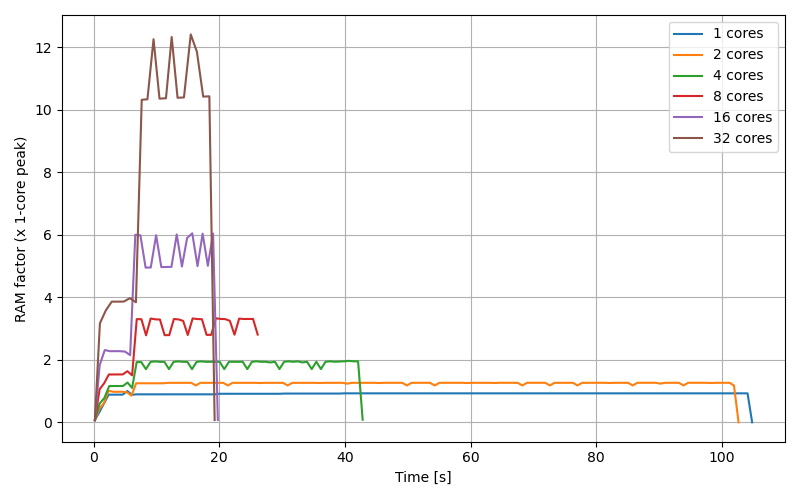 1 cores
2 cores
4 cores
8 cores
16 cores
32 cores
RAM factor (x 1-core peak)
12
10
8
6
4
2
0
0 20 40 60 80 100
Time [s]